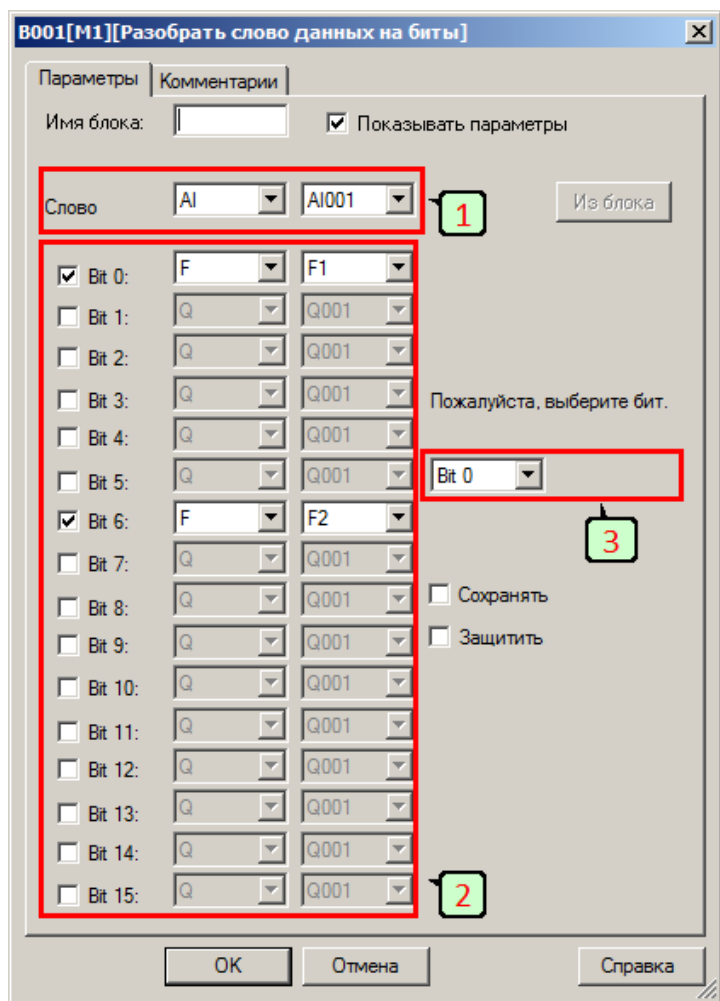 B001[M1][Разобрать слово данных на биты]
Параметры Комментарии
Имя блока: Показывать параметры
Слово AI AI001 1 Из блока
Bit 0: F F1
Bit 1: Q Q001
Bit 2: Q Q001
Bit 3: Q Q001 Пожалуйста, выберите бит.
Bit 4: Q Q001
Bit 5: Q Q001 Bit 0
Bit 6: F F2 3
Bit 7: Q Q001
Bit 8: Q Q001 Сохранять
Bit 9: Q Q001 Защитить
Bit 10: Q Q001
Bit 11: Q Q001
Bit 12: Q Q001
Bit 13: Q Q001
Bit 14: Q Q001
Bit 15: Q Q001 2
OK Отмена Справка